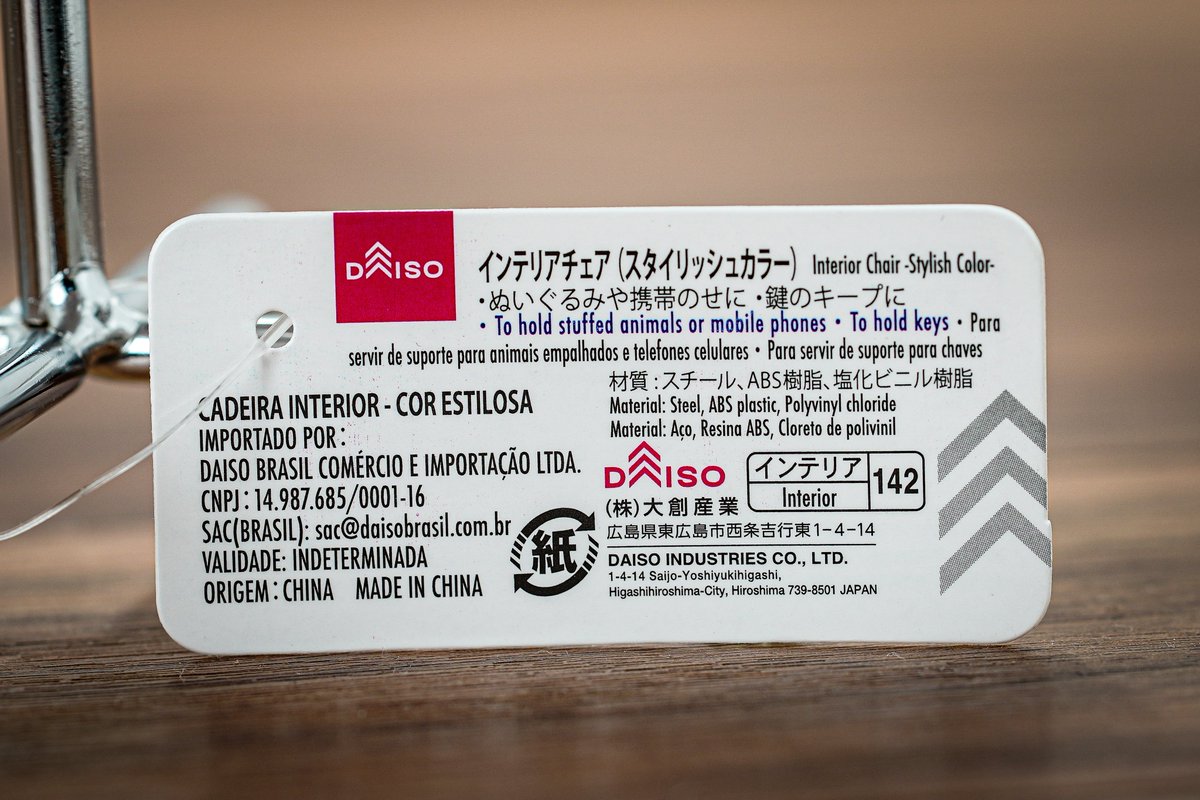 DAISO
インテリアチェア(スタイリッシュカラー) Interior Chair -Stylish Color-
・ぬいぐるみや携帯のせに ・鍵のキープに
・To hold stuffed animals or mobile phones ・To hold keys ・Para
servir de suporte para animais empalhados e telefones celulares・Para servir de suporte para chaves
CADEIRA INTERIOR - COR ESTILOSA
IMPORTADO POR:
DAISO BRASIL COMÉRCIO E IMPORTAÇÃO LTDA.
CNPJ: 14.987.685/0001-16
SAC(BRASIL): sac@daisobrasil.com.br
VALIDADE: INDETERMINADA
ORIGEM: CHINA MADE IN CHINA
紙
材質:スチール、ABS樹脂、塩化ビニル樹脂
Material: Steel, ABS plastic, Polyvinyl chloride
Material: Aço, Resina ABS, Cloreto de polivinil
DAISO
インテリア
Interior
142
(株)大創産業
広島県東広島市西条吉行東1-4-14
DAISO INDUSTRIES CO., LTD.
1-4-14 Saijo-Yoshiyukihigashi,
Higashihiroshima-City, Hiroshima 739-8501 JAPAN